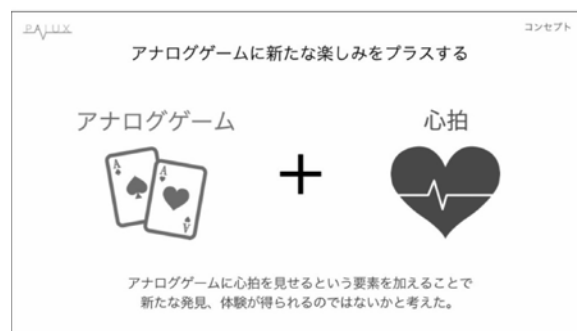 PALUX
コンセプト
アナログゲームに新たな楽しみをプラスする
アナログゲーム
心拍
+
A
A
A
アナログゲームに心拍を見せるという要素を加えることで
新たな発見、体験が得られるのではないかと考えた。